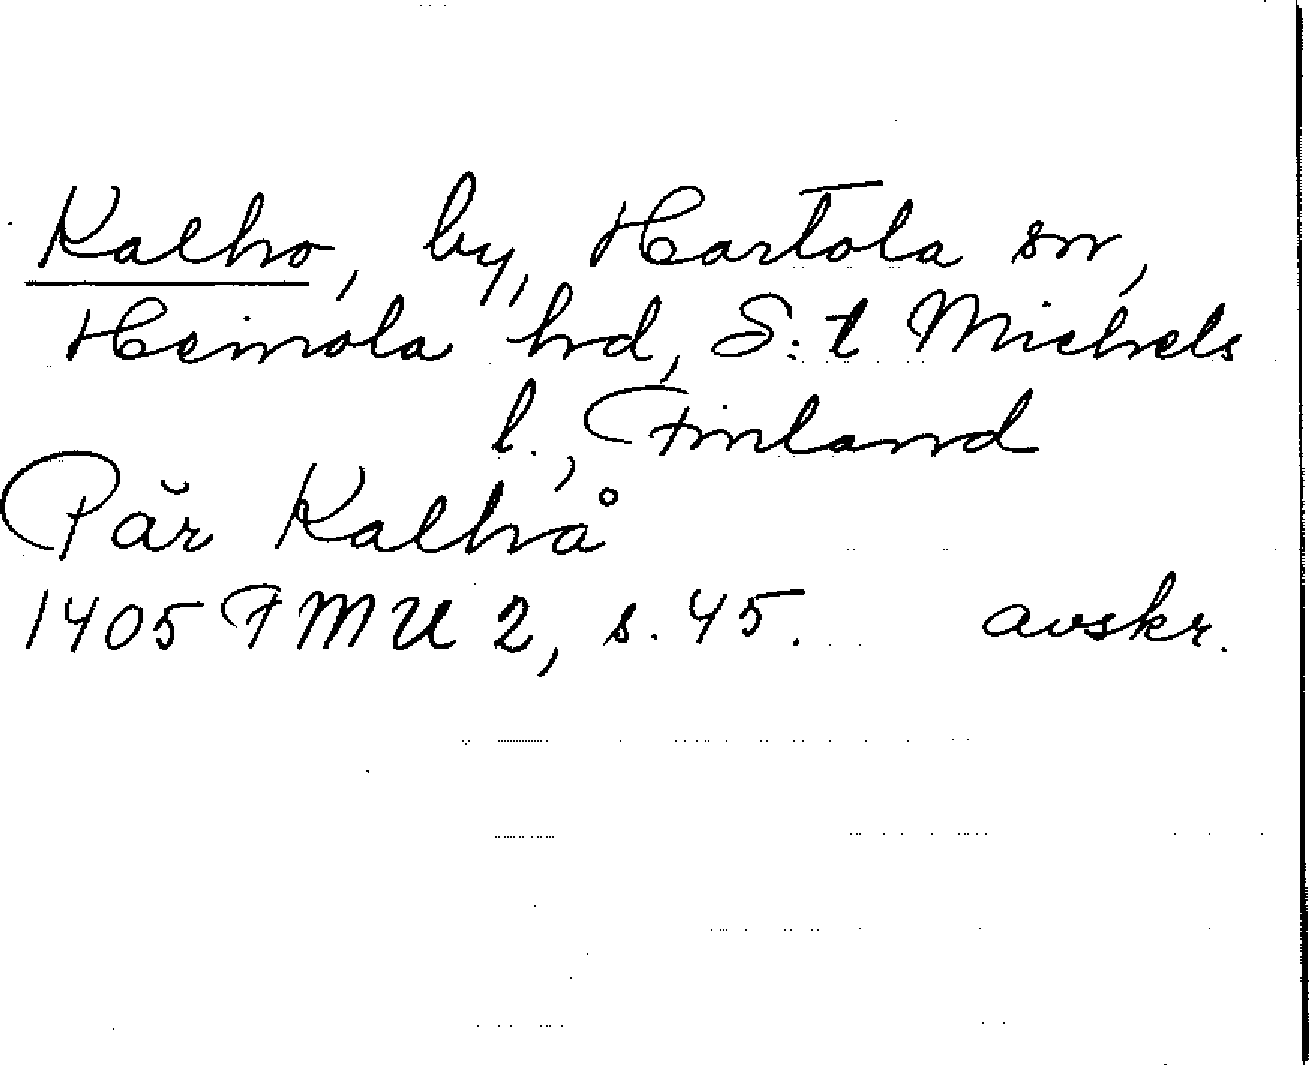 Kalho, by, Hartola sn,
Heinola hd, S:t Michels
l., Finland
Pär Kalhå
1405 FMU 2, s. 45. avskr.